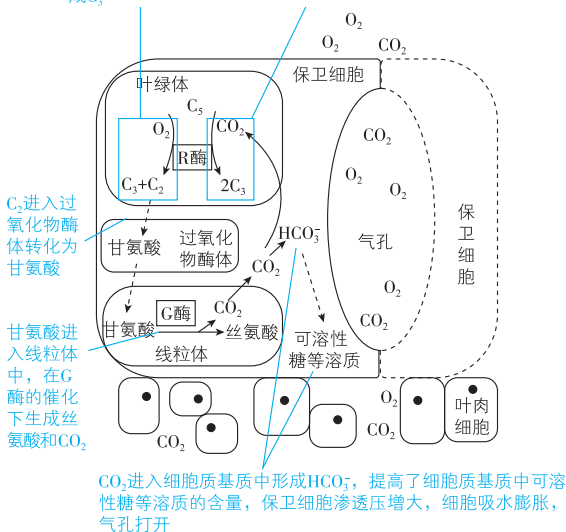 O₂
O₂
CO₂
保卫细胞
叶绿体
C₅
O₂
CO₂
R酶
C₃+C₂
2C₃
CO₂
O₂
O₂
气孔
O₂
CO₂
保卫细胞
C₂进入过
氧化物酶
体转化为
甘氨酸
甘氨酸
过氧化
物酶体
HCO₃⁻
CO₂
甘氨酸进
入线粒体
中，在G
酶的催化
下生成丝
氨酸和CO₂
G酶
CO₂
甘氨酸
丝氨酸
线粒体
可溶性
糖等溶质
CO₂
O₂
CO₂
叶肉
细胞
CO₂进入细胞质基质中形成HCO₃⁻，提高了细胞质基质中可溶
性糖等溶质的含量，保卫细胞渗透压增大，细胞吸水膨胀，
气孔打开